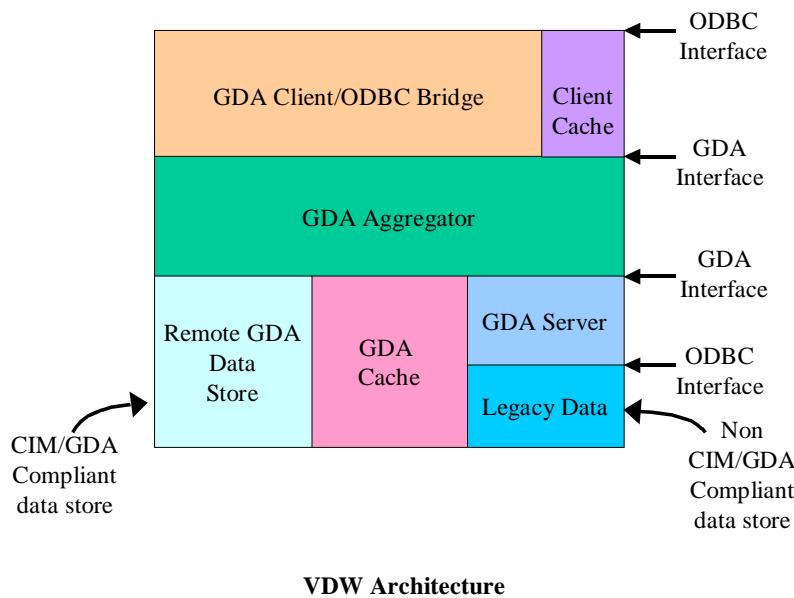 ODBC
Interface
GDA Client/ODBC Bridge
Client
Cache
GDA
Interface
GDA Aggregator
GDA
Interface
Remote GDA
Data
Store
GDA
Cache
GDA Server
ODBC
Interface
Legacy Data
CIM/GDA
Compliant
data store
Non
CIM/GDA
Compliant
data store
VDW Architecture